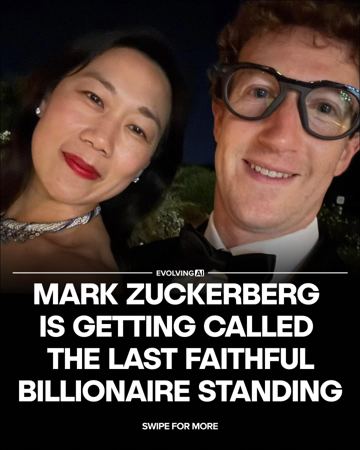 EVOLVING AI
MARK ZUCKERBERG
IS GETTING CALLED
THE LAST FAITHFUL
BILLIONAIRE STANDING
SWIPE FOR MORE